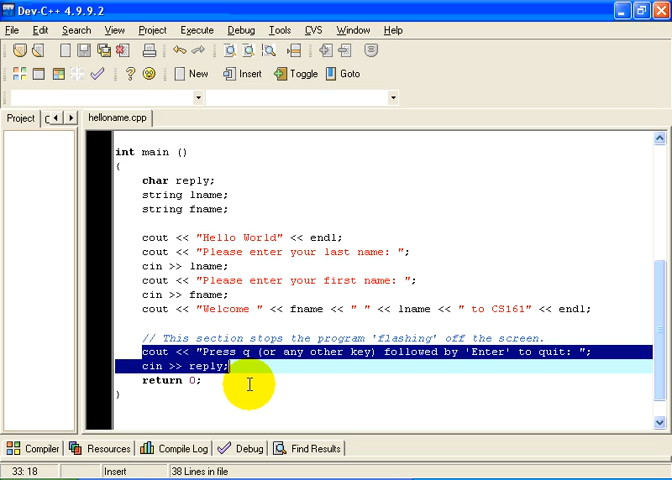 Dev-C++ 4.9.9.2
File Edit Search View Project Execute Debug Tools CVS Window Help
New Insert Toggle Goto
Project helloname.cpp
int main ()
{
char reply;
string lname;
string fname;
cout << "Hello World" << endl;
cout << "Please enter your last name: ";
cin >> lname;
cout << "Please enter your first name: ";
cin >> fname;
cout << "Welcome " << fname << " " << lname << " to CS161" << endl;
// This section stops the program 'flashing' off the screen.
cout << "Press q (or any other key) followed by 'Enter' to quit: ";
cin >> reply;
return 0;
}
Compiler Resources Compile Log Debug Find Results
33: 18 Insert 38 Lines in file